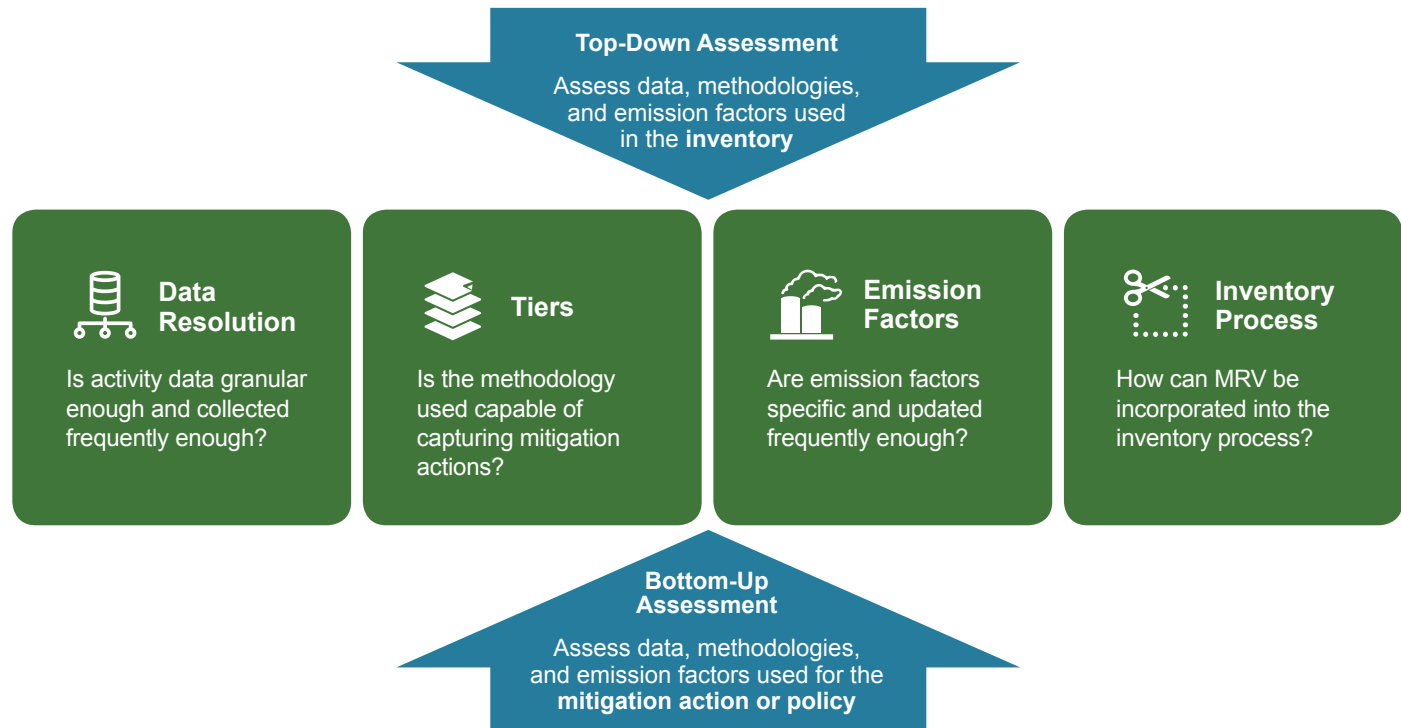 Top-Down Assessment
Assess data, methodologies,
and emission factors used
in the inventory
Data
Resolution
Is activity data granular
enough and collected
frequently enough?
Tiers
Is the methodology
used capable of
capturing mitigation
actions?
Emission
Factors
Are emission factors
specific and updated
frequently enough?
Inventory
Process
How can MRV be
incorporated into the
inventory process?
Bottom-Up
Assessment
Assess data, methodologies,
and emission factors used for the
mitigation action or policy